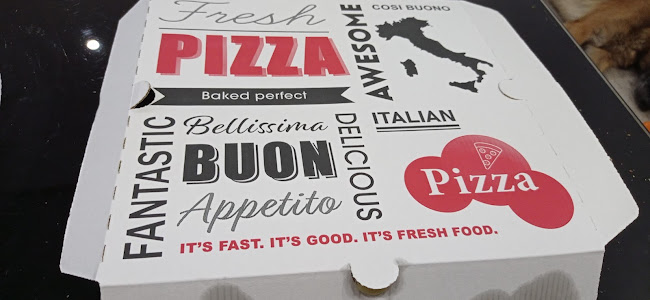 Fresh
PIZZA
Baked perfect
AWESOME
COSI BUONO
ITALIAN
FANTASTIC
Bellissima
BUON
Appetito
DELICIOUS
Pizza
IT'S FAST. IT'S GOOD. IT'S FRESH FOOD.